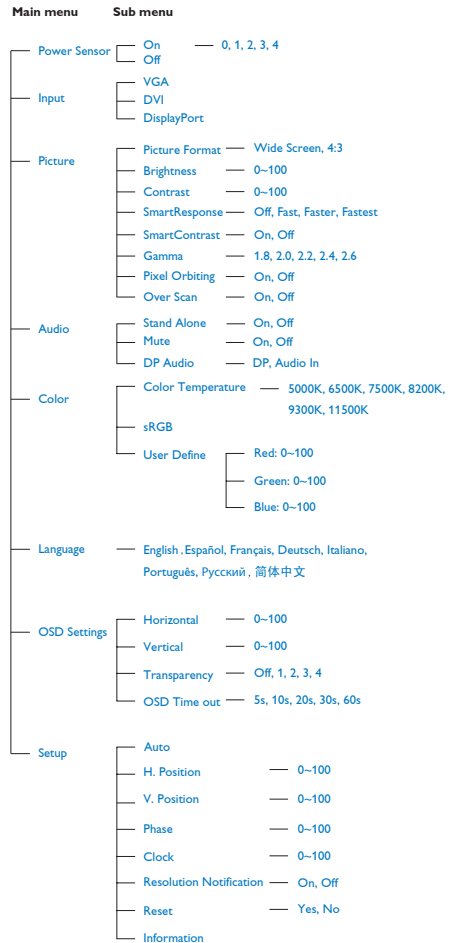 Main menu Sub menu
Power Sensor On 0, 1, 2, 3, 4
Off
Input VGA
DVI
DisplayPort
Picture Picture Format Wide Screen, 4:3
Brightness 0~100
Contrast 0~100
SmartResponse Off, Fast, Faster, Fastest
SmartContrast On, Off
Gamma 1.8, 2.0, 2.2, 2.4, 2.6
Pixel Orbiting On, Off
Over Scan On, Off
Audio Stand Alone On, Off
Mute On, Off
DP Audio DP, Audio In
Color Color Temperature 5000K, 6500K, 7500K, 8200K,
9300K, 11500K
sRGB
User Define Red: 0~100
Green: 0~100
Blue: 0~100
Language English , Español, Français, Deutsch, Italiano,
Português, Русский , 简体中文
OSD Settings Horizontal 0~100
Vertical 0~100
Transparency Off, 1, 2, 3, 4
OSD Time out 5s, 10s, 20s, 30s, 60s
Setup Auto
H. Position 0~100
V. Position 0~100
Phase 0~100
Clock 0~100
Resolution Notification On, Off
Reset Yes, No
Information